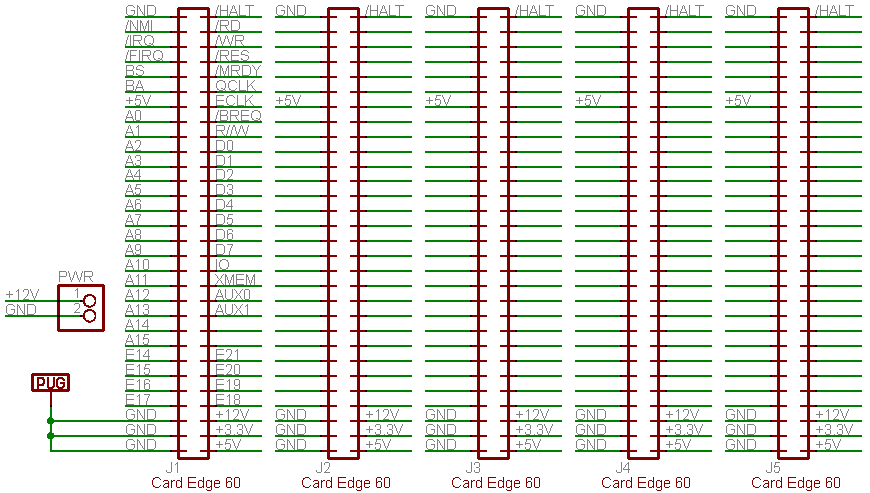 GND /HALT GND /HALT GND /HALT GND /HALT GND /HALT
/NMI /RD
/IRQ /WR
/FIRQ /RES
BS /MRDY
BA QCLK
+5V ECLK +5V +5V +5V +5V
A0 /BREQ
A1 R//W
A2 D0
A3 D1
A4 D2
A5 D3
A6 D4
A7 D5
A8 D6
A9 D7
A10 IO
PWR A11 XMEM
+12V 1 A12 AUX0
GND 2 A13 AUX1
A14
A15
E14 E21
E15 E20
PUG E16 E19
E17 E18
GND +12V GND +12V GND +12V GND +12V GND +12V
GND +3.3V GND +3.3V GND +3.3V GND +3.3V GND +3.3V
GND +5V GND +5V GND +5V GND +5V GND +5V
J1 J2 J3 J4 J5
Card Edge 60 Card Edge 60 Card Edge 60 Card Edge 60 Card Edge 60